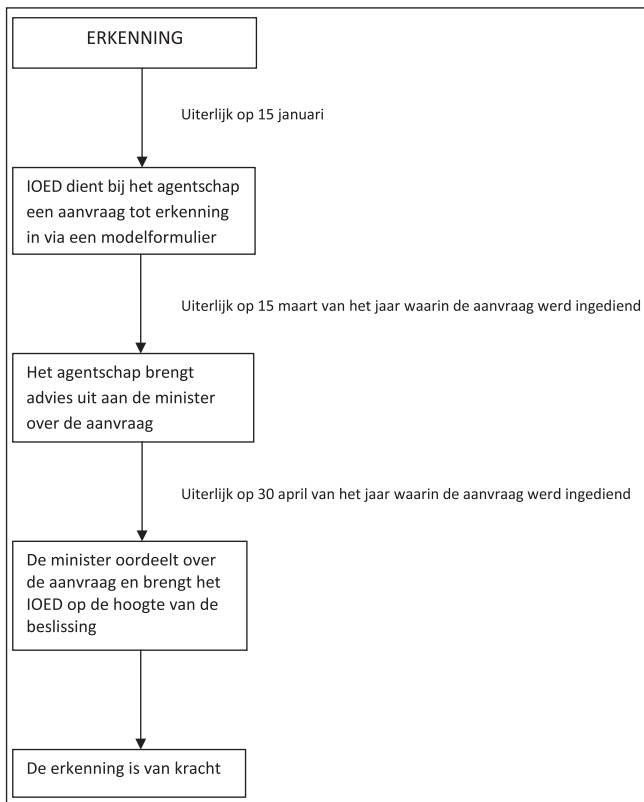 ERKENNING
Uiterlijk op 15 januari
IOED dient bij het agentschap
een aanvraag tot erkenning
in via een modelformulier
Uiterlijk op 15 maart van het jaar waarin de aanvraag werd ingediend
Het agentschap brengt
advies uit aan de minister
over de aanvraag
Uiterlijk op 30 april van het jaar waarin de aanvraag werd ingediend
De minister oordeelt over
de aanvraag en brengt het
IOED op de hoogte van de
beslissing
De erkenning is van kracht